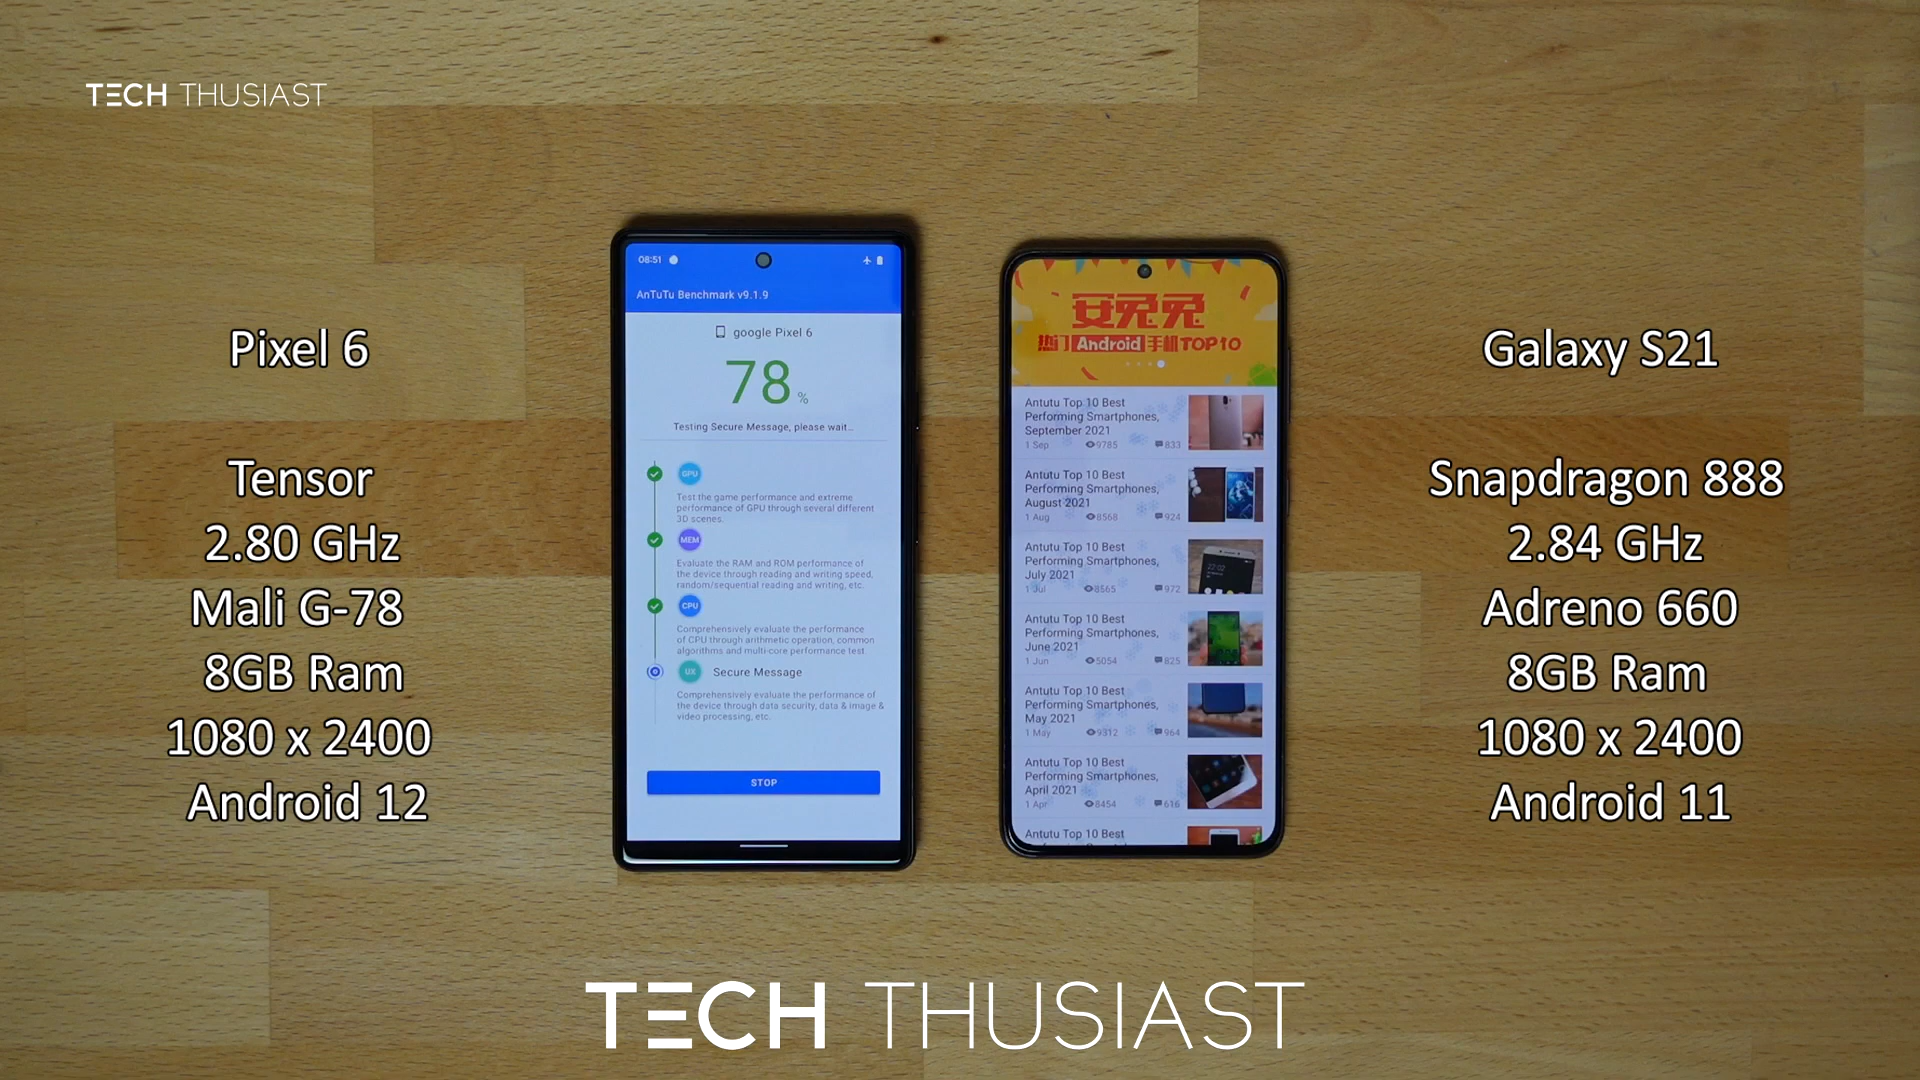 TECH THUSIAST
Pixel 6
Tensor
2.80 GHz
Mali G-78
8GB Ram
1080 x 2400
Android 12
08:51
AnTuTu Benchmark v9.1.9
google Pixel 6
78%
Testing Secure Message, please wait...
GPU
Test the game performance and extreme
performance of GPU through several different
3D scenes.
MEM
Evaluate the RAM and ROM performance of
the device through reading and writing speed,
random/sequential reading and writing, etc.
CPU
Comprehensively evaluate the performance
of CPU through arithmetic operation, common
algorithms and multi-core performance test.
UX Secure Message
Comprehensively evaluate the performance of
the device through data security, data & image &
video processing, etc.
STOP
安兔兔
热门Android手机TOP10
Antutu Top 10 Best
Performing Smartphones,
September 2021
1 Sep 9785 833
Antutu Top 10 Best
Performing Smartphones,
August 2021
1 Aug 8568 924
Antutu Top 10 Best
Performing Smartphones,
July 2021
1 Jul 8565 972
Antutu Top 10 Best
Performing Smartphones,
June 2021
1 Jun 5054 825
Antutu Top 10 Best
Performing Smartphones,
May 2021
1 May 9312 964
Antutu Top 10 Best
Performing Smartphones,
April 2021
1 Apr 8454 616
Antutu Top 10 Best
Galaxy S21
Snapdragon 888
2.84 GHz
Adreno 660
8GB Ram
1080 x 2400
Android 11
TECH THUSIAST